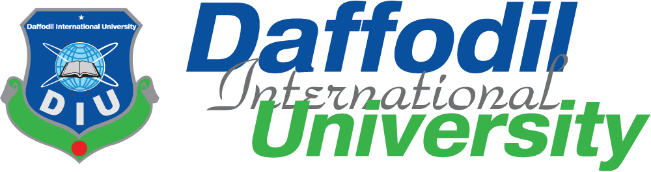 Daffodil International University
DIU
Daffodil
International
University